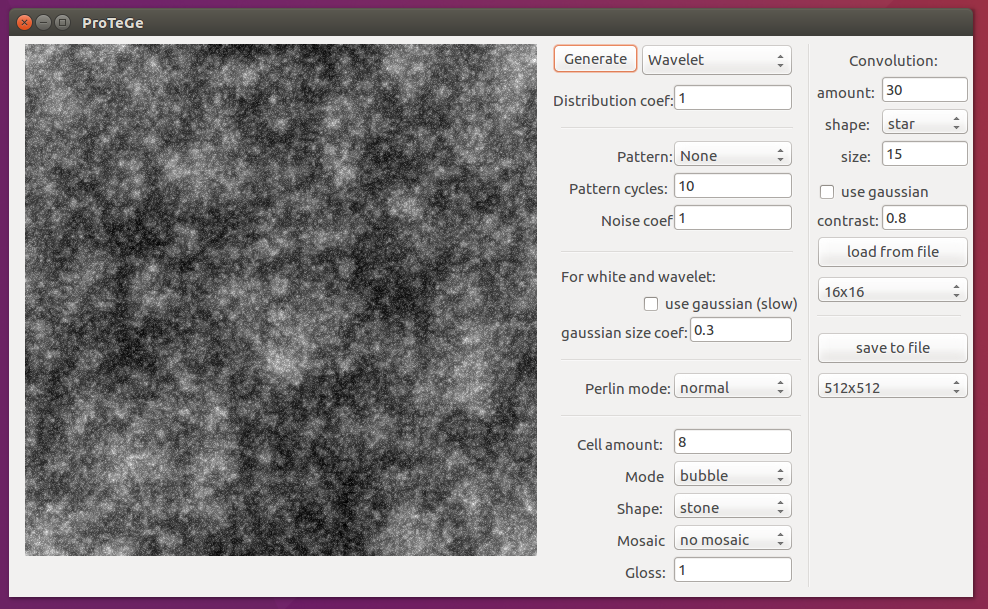 ProTeGe
Generate
Wavelet
Distribution coef:
1
Pattern:
None
Pattern cycles:
10
Noise coef
1
For white and wavelet:
use gaussian (slow)
gaussian size coef:
0.3
Perlin mode:
normal
Cell amount:
8
Mode
bubble
Shape:
stone
Mosaic
no mosaic
Gloss:
1
Convolution:
amount:
30
shape:
star
size:
15
use gaussian
contrast:
0.8
load from file
16x16
save to file
512x512